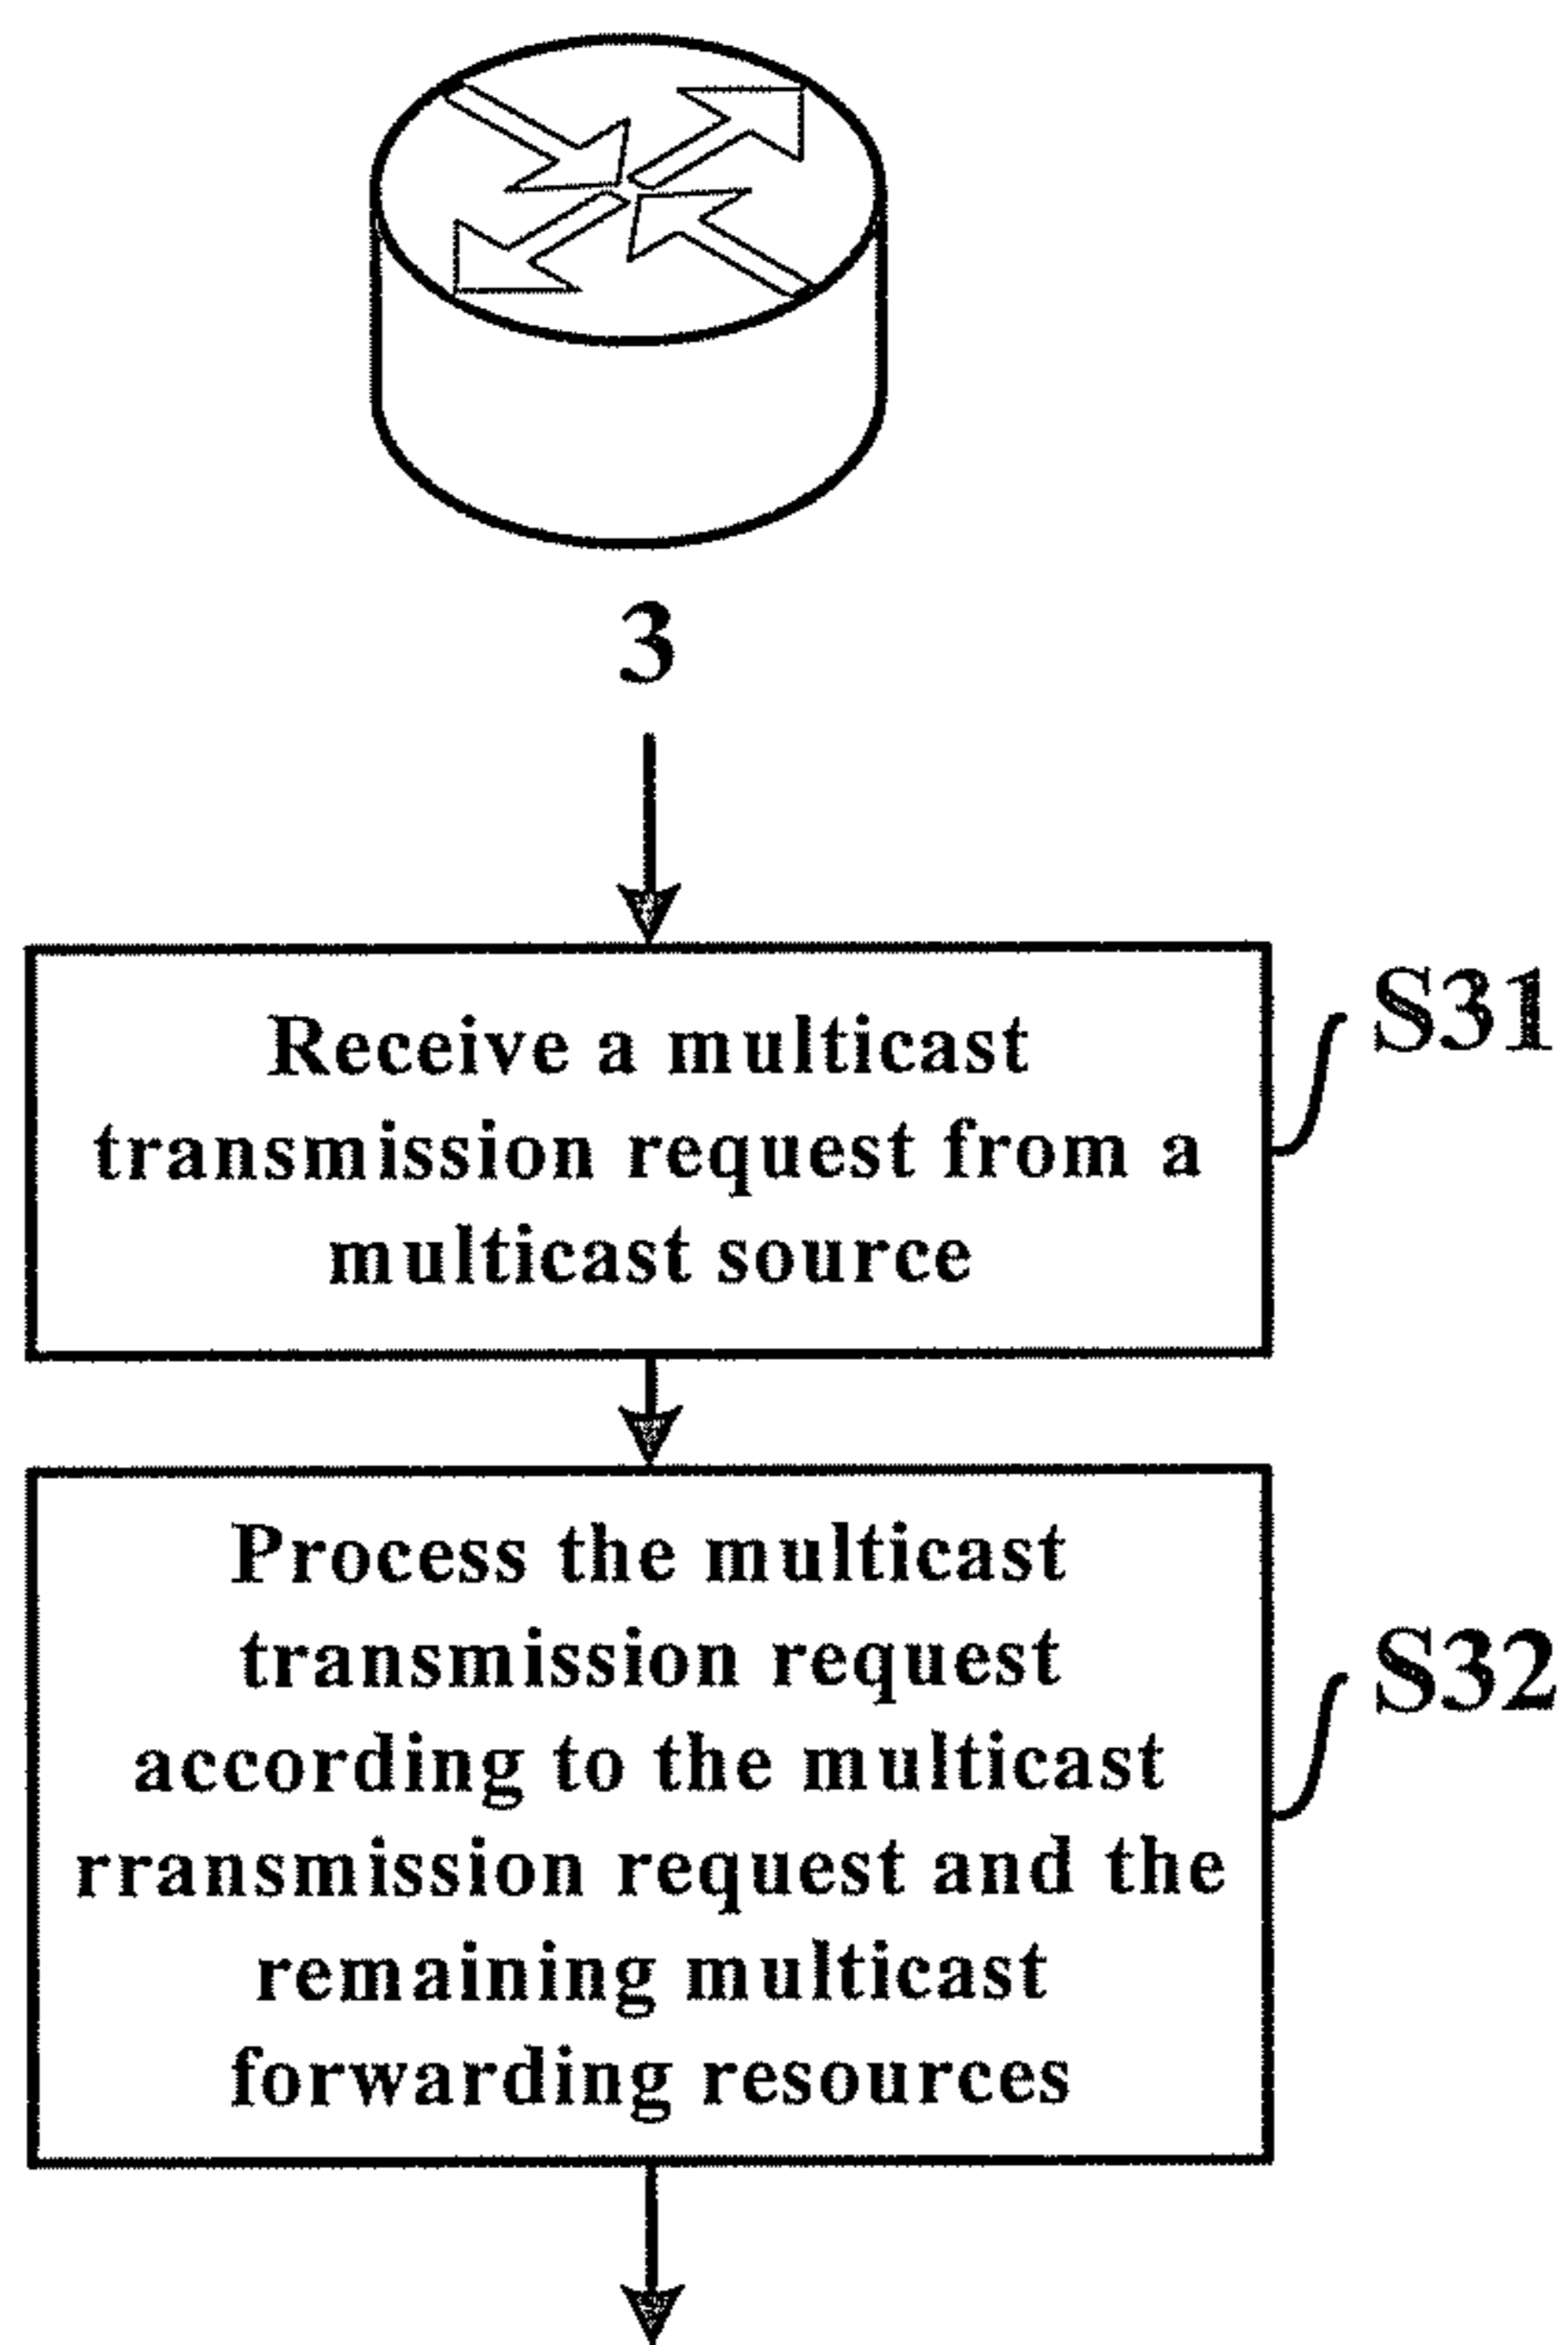 3
Receive a multicast
transmission request from a
multicast source
S31
Process the multicast
transmission request
according to the multicast
rransmission request and the
remaining multicast
forwarding resources
S32